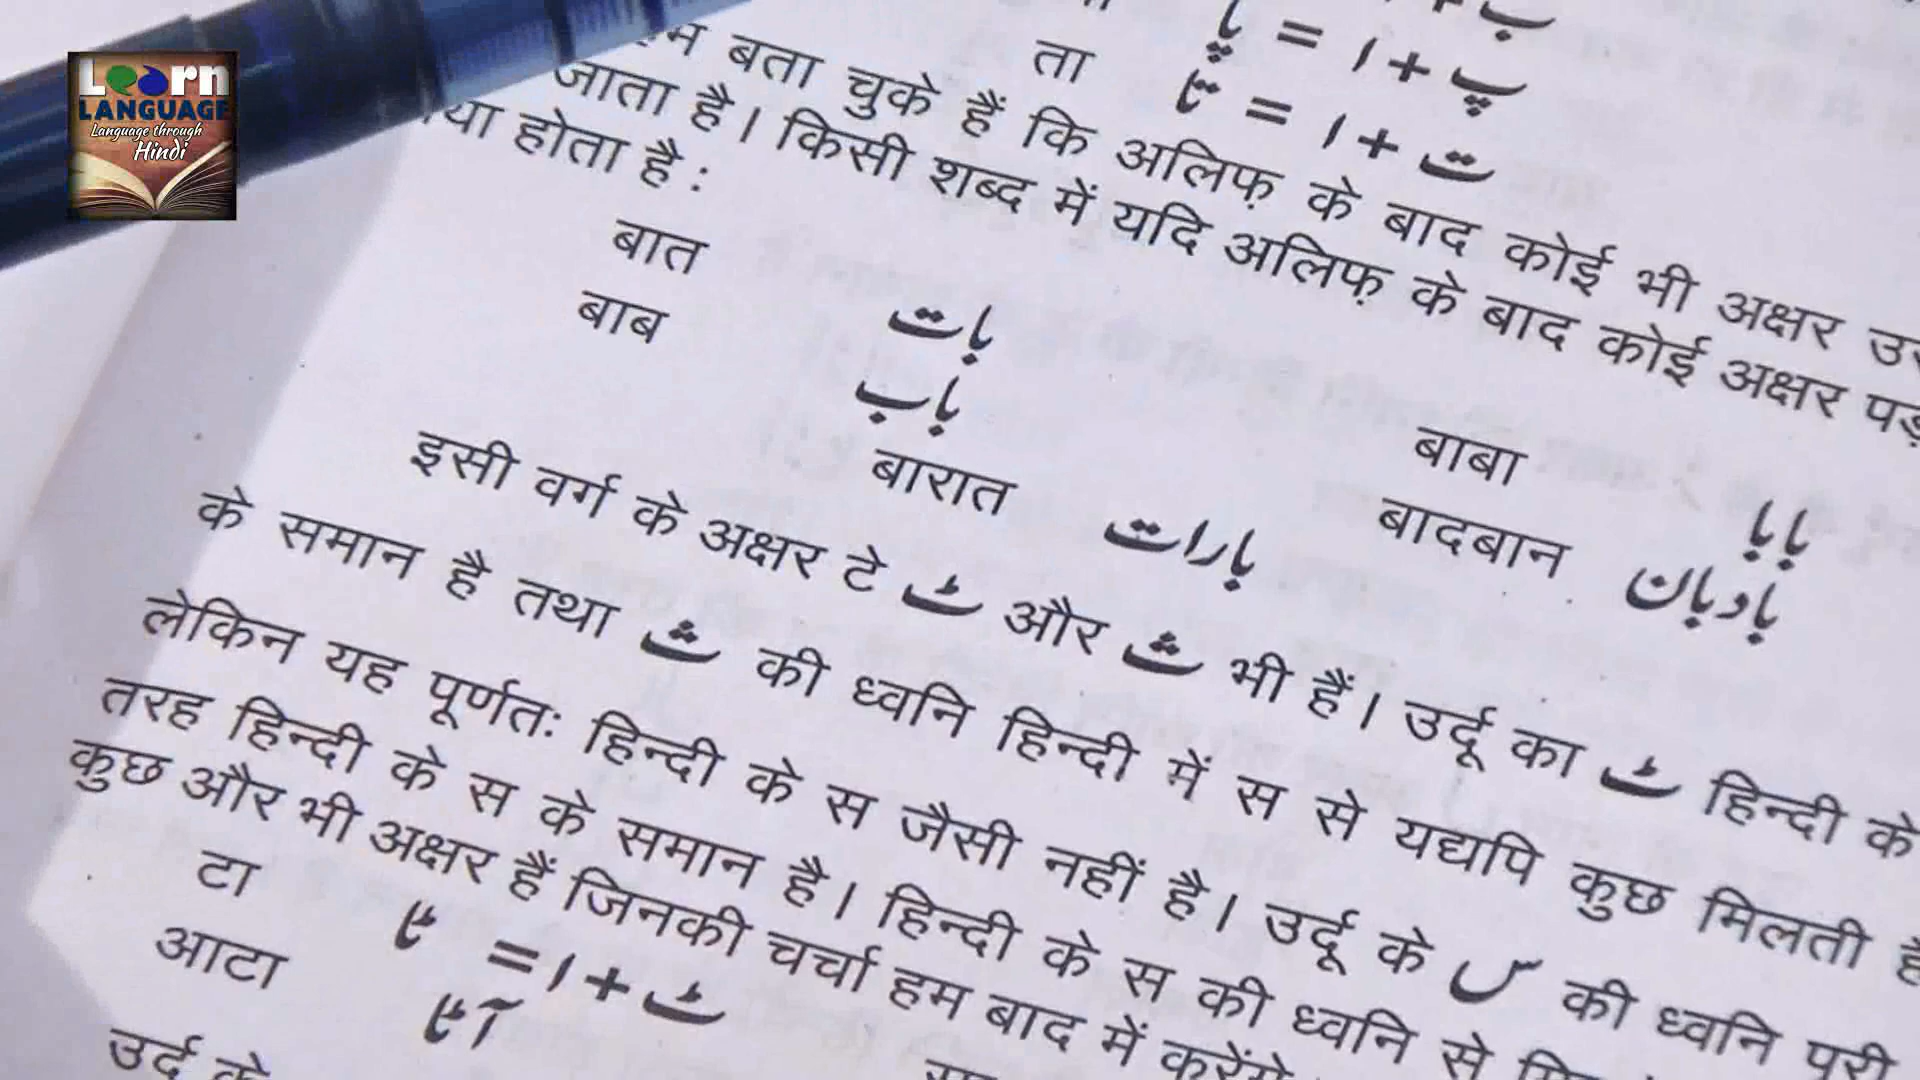 Learn
LANGUAGE
Language through
Hindi
ب
پا = ا + پ
ता تا = ا + ت
बता चुके हैं कि अलिफ़ के बाद कोई भी अक्षर
जाता है। किसी शब्द में यदि अलिफ़ के बाद कोई अक्षर
होता है :
बात بات बाबा بابا
बाब باب बादबान بادبان
बारात بارات
इसी वर्ग के अक्षर टे ٹ और ث भी हैं। उर्दू का ٹ हिन्दी के
के समान है तथा ث की ध्वनि हिन्दी में स से यद्यपि कुछ मिलती
लेकिन यह पूर्णतः हिन्दी के स जैसी नहीं है। उर्दू के س की ध्वनि पूरी
तरह हिन्दी के स के समान है। हिन्दी के स की ध्वनि से
कुछ और भी अक्षर हैं जिनकी चर्चा हम बाद में करेंगे
टा ٹا = ا + ٹ
आटा آٹا
उर्दू के